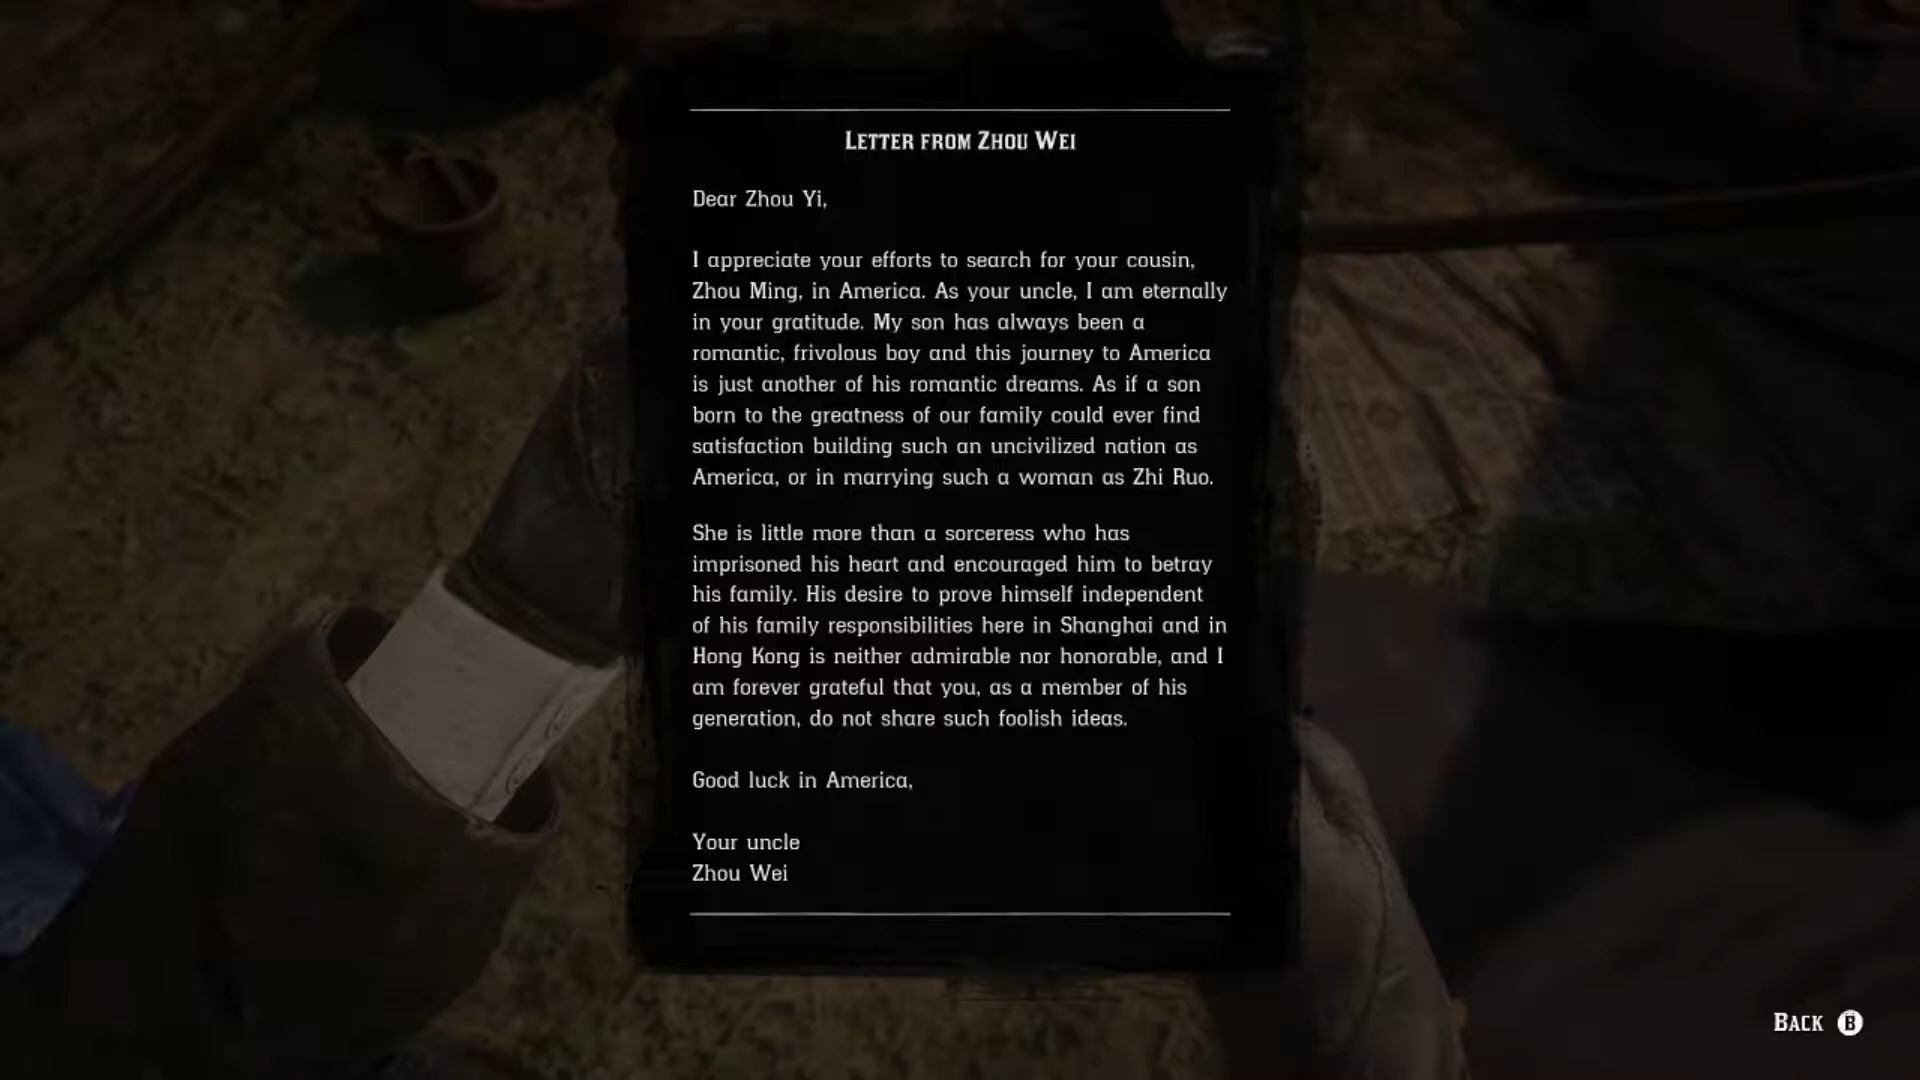 LETTER FROM ZHOU WEI
Dear Zhou Yi,
I appreciate your efforts to search for your cousin,
Zhou Ming, in America. As your uncle, I am eternally
in your gratitude. My son has always been a
romantic, frivolous boy and this journey to America
is just another of his romantic dreams. As if a son
born to the greatness of our family could ever find
satisfaction building such an uncivilized nation as
America, or in marrying such a woman as Zhi Ruo.
She is little more than a sorceress who has
imprisoned his heart and encouraged him to betray
his family. His desire to prove himself independent
of his family responsibilities here in Shanghai and in
Hong Kong is neither admirable nor honorable, and I
am forever grateful that you, as a member of his
generation, do not share such foolish ideas.
Good luck in America,
Your uncle
Zhou Wei
BACK B